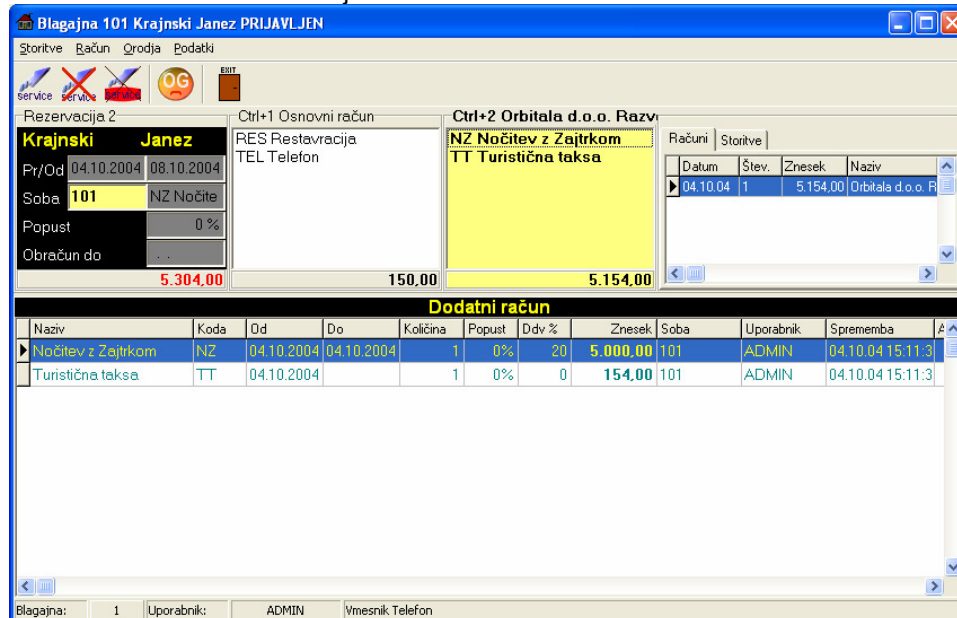 Blagajna 101 Krajnski Janez PRIJAVLJEN
Storitve Račun Orodja Podatki
service service service OG EXIT
Rezervacija 2 Ctrl+1 Osnovni račun Ctrl+2 Orbitala d.o.o. Razv
Krajnski Janez RES Restavracija NZ Nočitev z Zajtrkom Računi Storitve
TEL Telefon TT Turistična taksa
Pr/Od 04.10.2004 08.10.2004 Datum Štev. Znesek Naziv
04.10.04 1 5.154,00 Orbitala d.o.o. R
Soba 101 NZ Nočite
Popust 0 %
Obračun do . .
5.304,00 150,00 5.154,00
Dodatni račun
Naziv Koda Od Do Količina Popust Ddv % Znesek Soba Uporabnik Sprememba
Nočitev z Zajtrkom NZ 04.10.2004 04.10.2004 1 0% 20 5.000,00 101 ADMIN 04.10.04 15:11:3
Turistična taksa TT 04.10.2004 1 0% 0 154,00 101 ADMIN 04.10.04 15:11:3
Blagajna: 1 Uporabnik: ADMIN Vmesnik Telefon